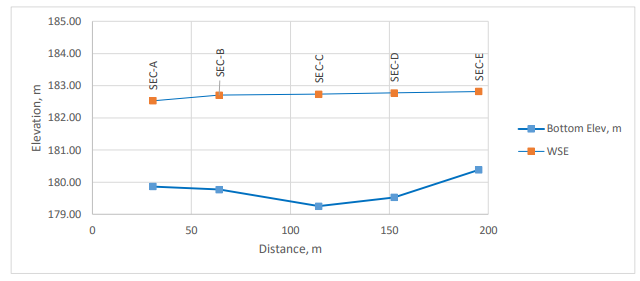 185.00
184.00
183.00
182.00
181.00
180.00
179.00
Elevation, m
SEC-A
SEC-B
SEC-C
SEC-D
SEC-E
0
50
100
150
200
Distance, m
Bottom Elev, m
WSE